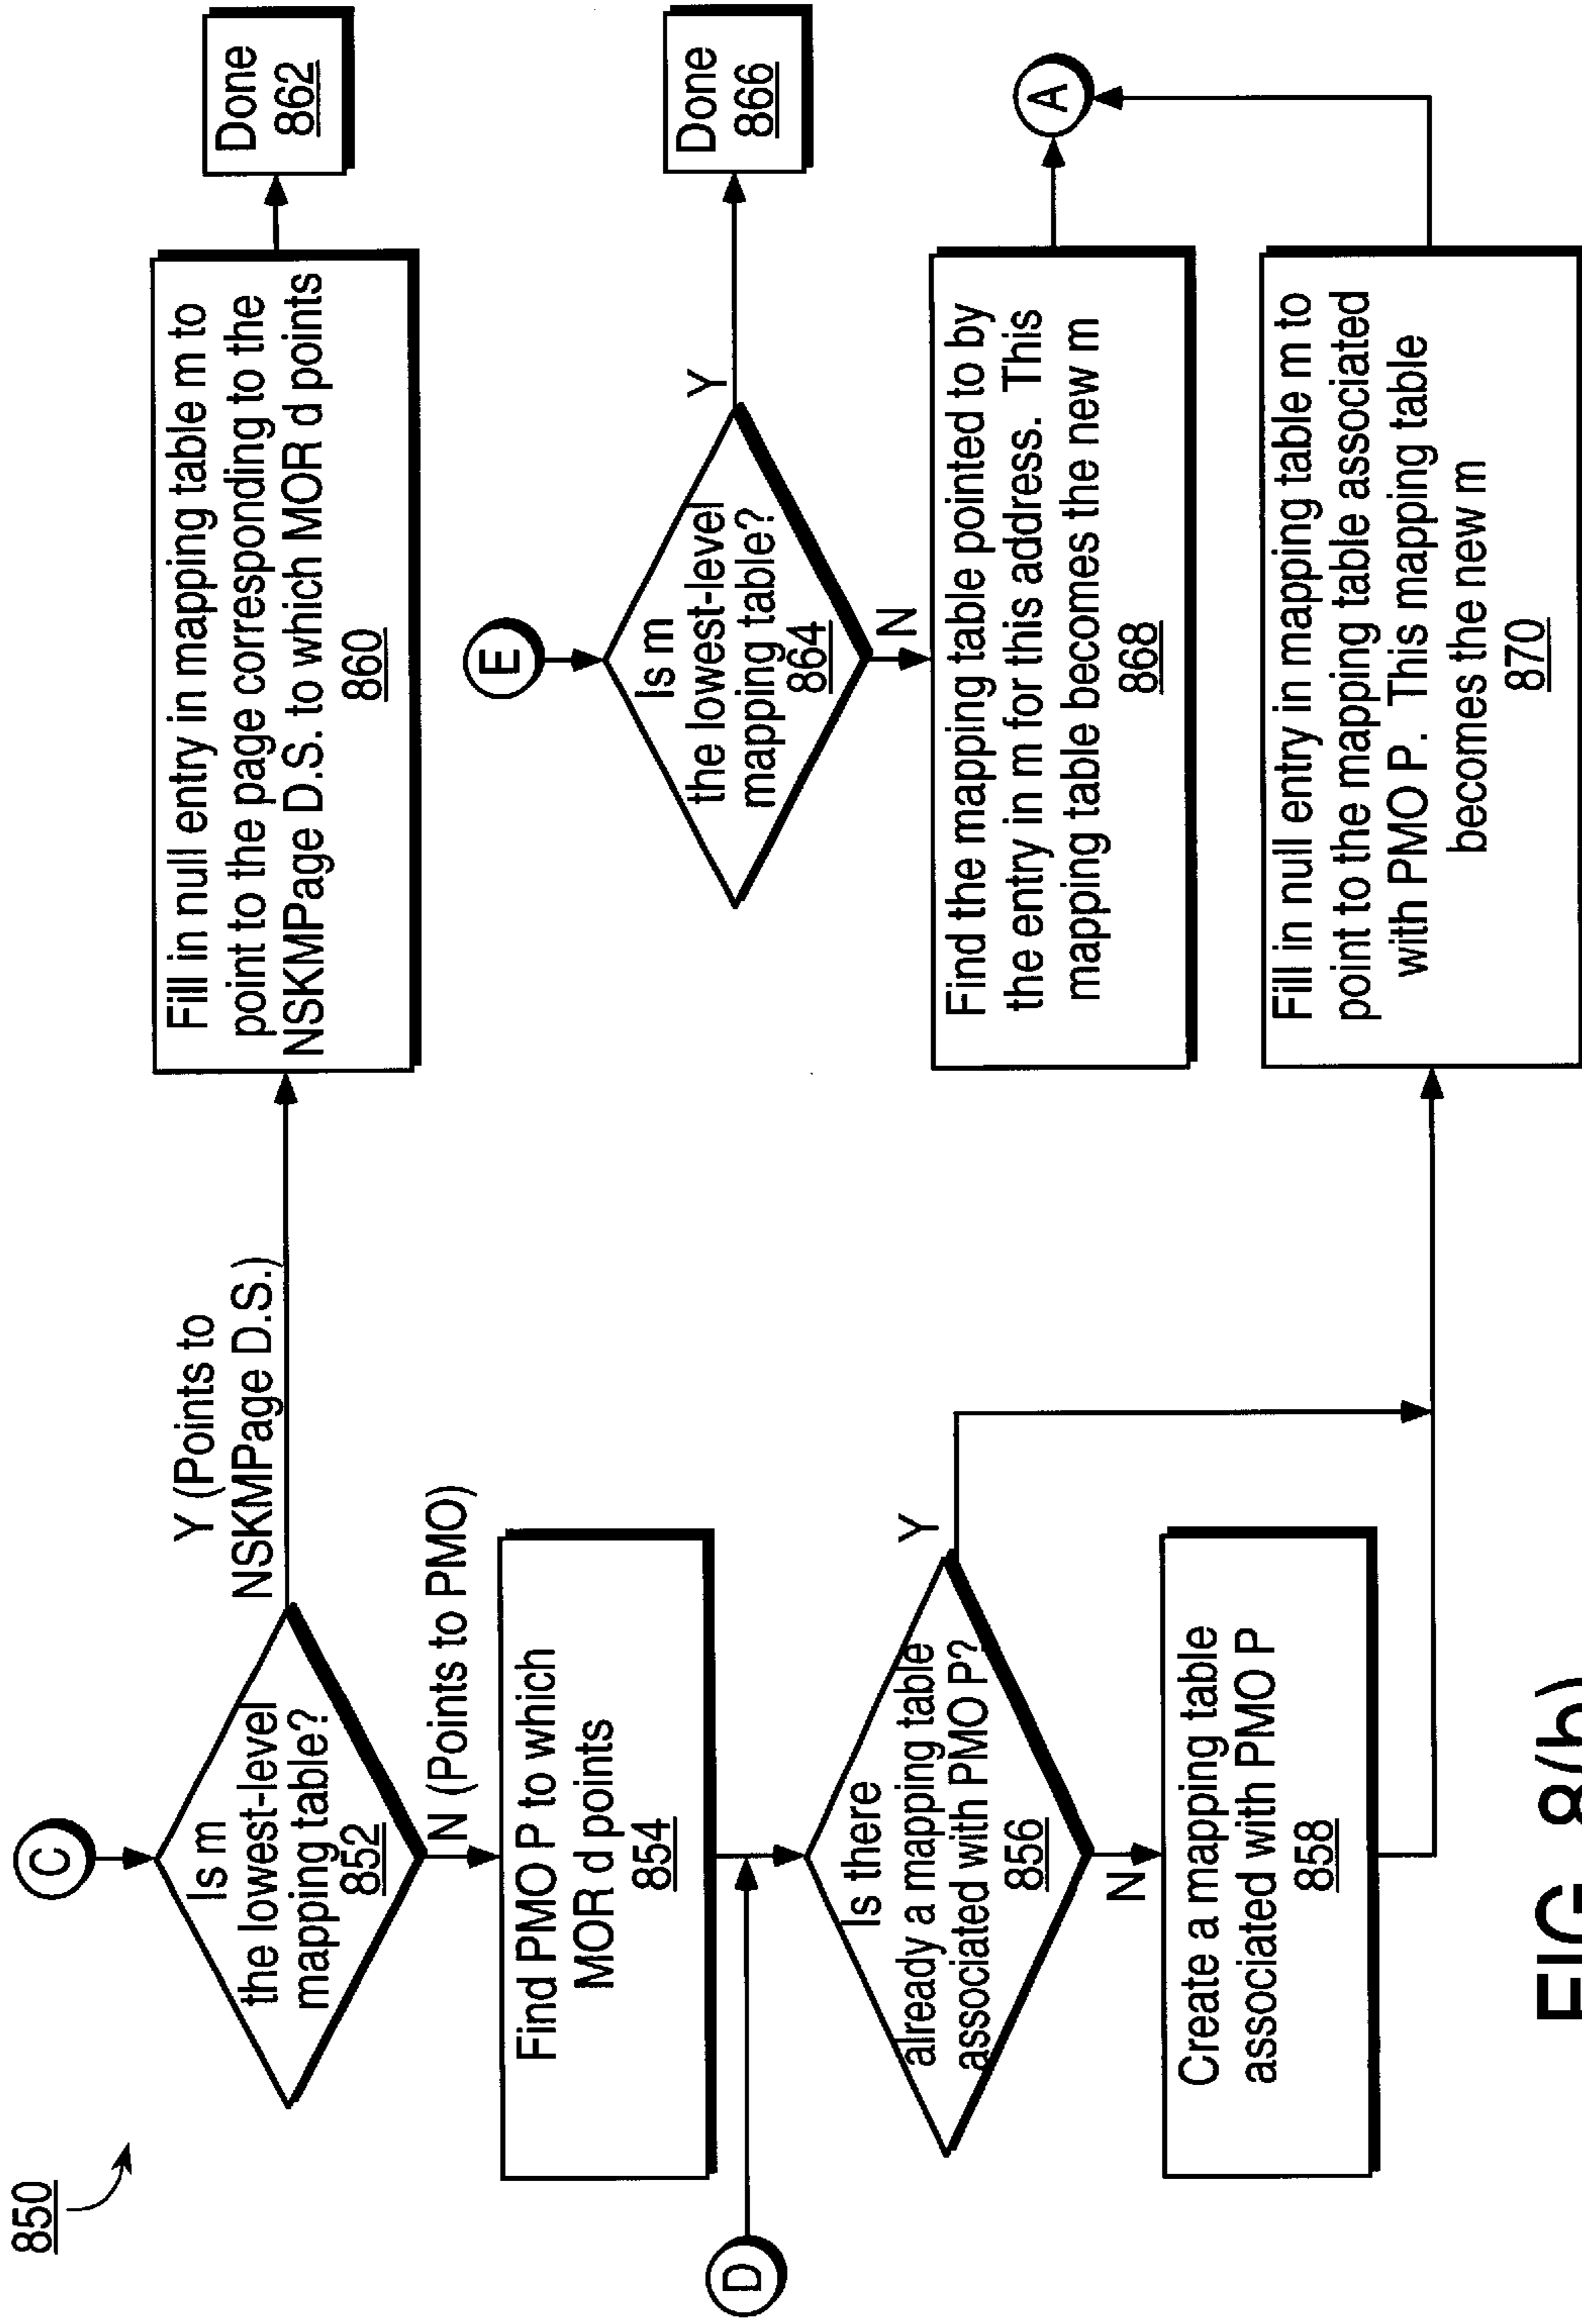 850
C
Is m
the lowest-level
mapping table?
852
Y (Points to
NSKMPage D.S.)
N (Points to PMO)
Find PMO P to which
MOR d points
854
D
Is there
already a mapping table
associated with PMO P?
856
Y
N
Create a mapping table
associated with PMO P
858
Fill in null entry in mapping table m to
point to the page corresponding to the
NSKMPage D.S. to which MOR d points
860
Done
862
E
Is m
the lowest-level
mapping table?
864
Y
Done
866
N
Find the mapping table pointed to by
the entry in m for this address. This
mapping table becomes the new m
868
A
Fill in null entry in mapping table m to
point to the mapping table associated
with PMO P. This mapping table
becomes the new m
870
FIG. 8(b)